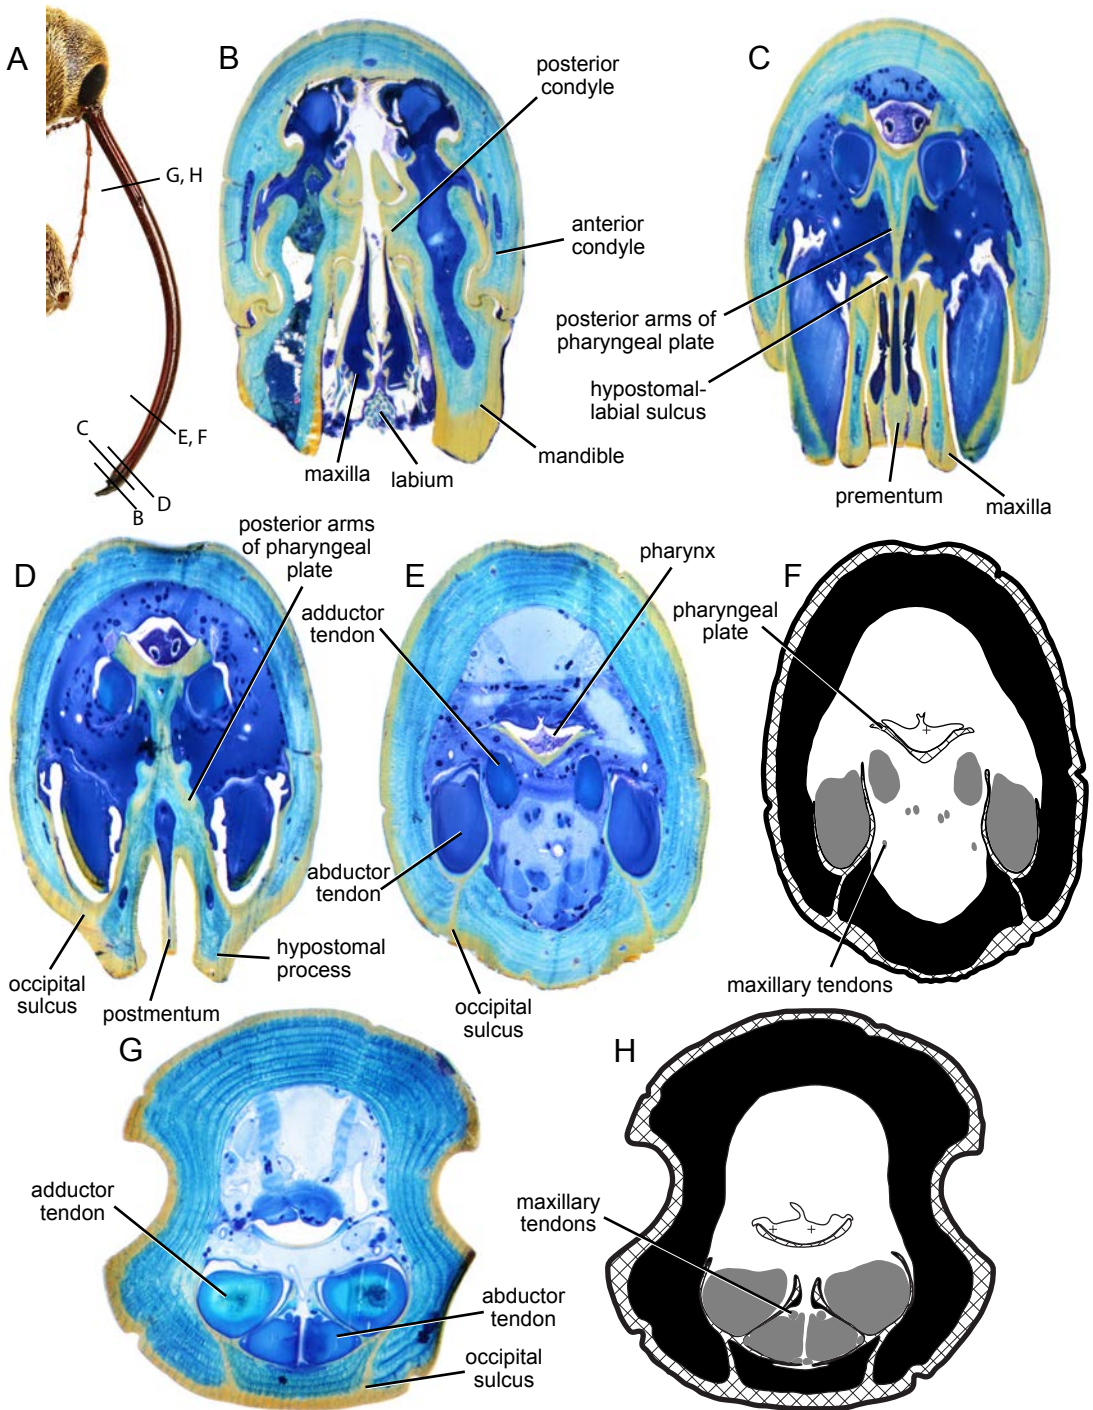 A
G, H
E, F
C
D
B
B
posterior
condyle
anterior
condyle
mandible
maxilla
labium
C
posterior arms of
pharyngeal plate
hypostomal-
labial sulcus
prementum
maxilla
D
posterior arms
of pharyngeal
plate
occipital
sulcus
postmentum
hypostomal
process
E
pharynx
adductor
tendon
abductor
tendon
occipital
sulcus
F
pharyngeal
plate
maxillary tendons
G
adductor
tendon
abductor
tendon
occipital
sulcus
H
maxillary
tendons